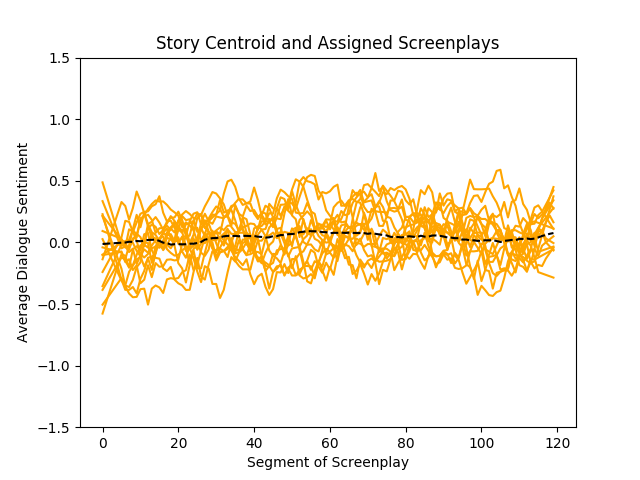 Story Centroid and Assigned Screenplays
1.5
1.0
0.5
0.0
−0.5
−1.0
−1.5
Average Dialogue Sentiment
0 20 40 60 80 100 120
Segment of Screenplay